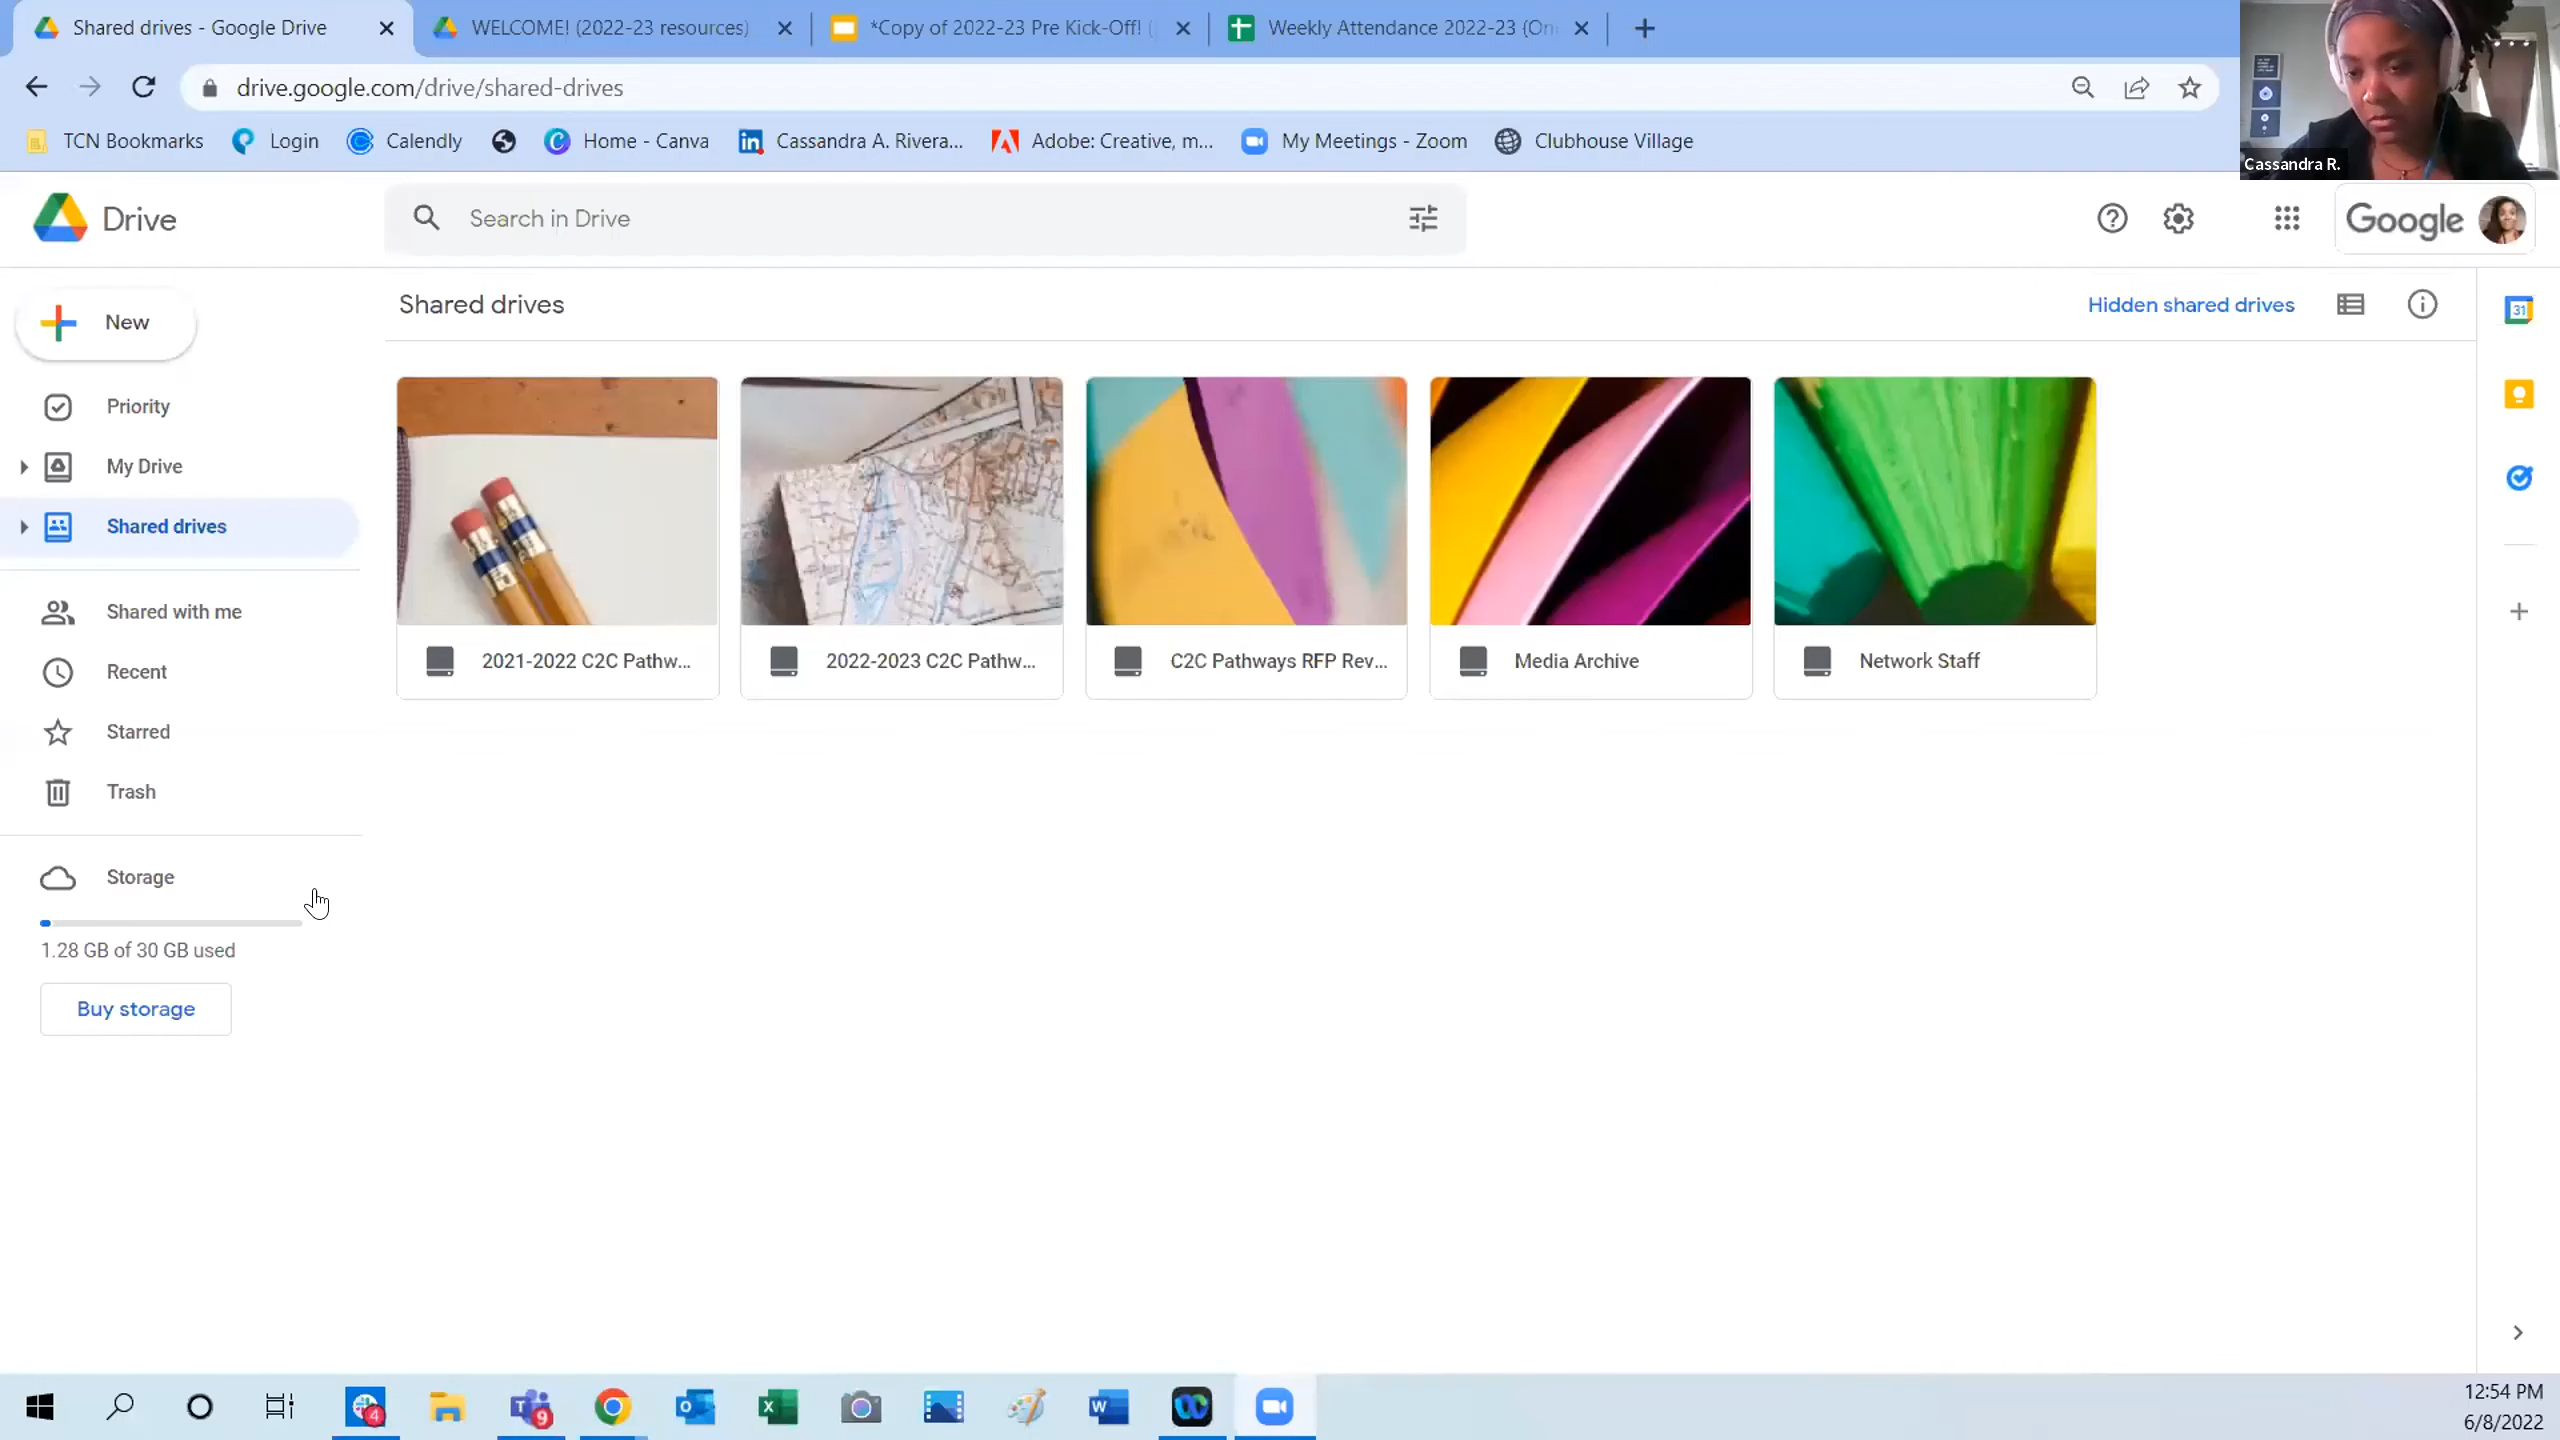 Shared drives - Google Drive
WELCOME! (2022-23 resources)
*Copy of 2022-23 Pre Kick-Off! (
Weekly Attendance 2022-23 (On
drive.google.com/drive/shared-drives
TCN Bookmarks
Login
Calendly
Home - Canva
Cassandra A. Rivera...
Adobe: Creative, m...
My Meetings - Zoom
Clubhouse Village
Cassandra R.
Drive
Search in Drive
Google
New
Shared drives
Hidden shared drives
31
Priority
My Drive
Shared drives
Shared with me
Recent
Starred
Trash
Storage
1.28 GB of 30 GB used
Buy storage
2021-2022 C2C Pathw...
2022-2023 C2C Pathw...
C2C Pathways RFP Rev...
Media Archive
Network Staff
4
9
12:54 PM
6/8/2022